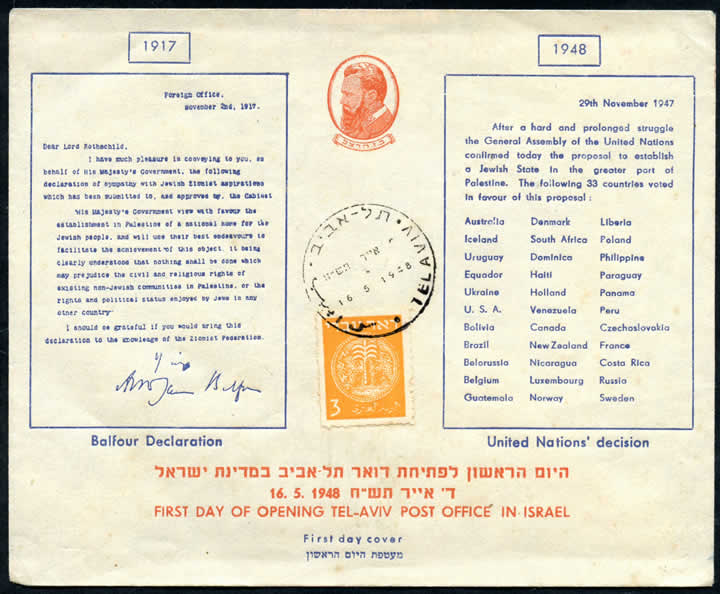 1917
Foreign Office,
November 2nd, 1917.
Dear Lord Rothschild,
I have much pleasure in conveying to you, on
behalf of His Majesty's Government, the following
declaration of sympathy with Jewish Zionist aspirations
which has been submitted to, and approved by, the Cabinet
'His Majesty's Government view with favour the
establishment in Palestine of a national home for the
Jewish people, and will use their best endeavours to
facilitate the achievement of this object, it being
clearly understood that nothing shall be done which
may prejudice the civil and religious rights of
existing non-Jewish communities in Palestine, or the
rights and political status enjoyed by Jews in any
other country'
I should be grateful if you would bring this
declaration to the knowledge of the Zionist Federation.
Balfour Declaration
תל-אביב
TEL AVIV
אייר תש"ח
16 5 1948
דואר עברי
3
1948
29th November 1947
After a hard and prolonged struggle
the General Assembly of the United Nations
confirmed today the proposal to establish
a Jewish State in the greater port of
Palestine. The following 33 countries voted
in favour of this proposal:
Australia Denmark Liberia
Iceland South Africa Poland
Uruguay Dominica Philippine
Equador Haiti Paraguay
Ukraine Holland Panama
U. S. A. Venezuela Peru
Bolivia Canada Czechoslovakia
Brazil New Zealand France
Belorussia Nicaragua Costa Rica
Belgium Luxembourg Russia
Guatemala Norway Sweden
United Nations' decision
היום הראשון לפתיחת דואר תל-אביב במדינת ישראל
אייר תש"ח 16. 5. 1948
FIRST DAY OF OPENING TEL-AVIV POST OFFICE IN ISRAEL
First day cover
מעטפת היום הראשון